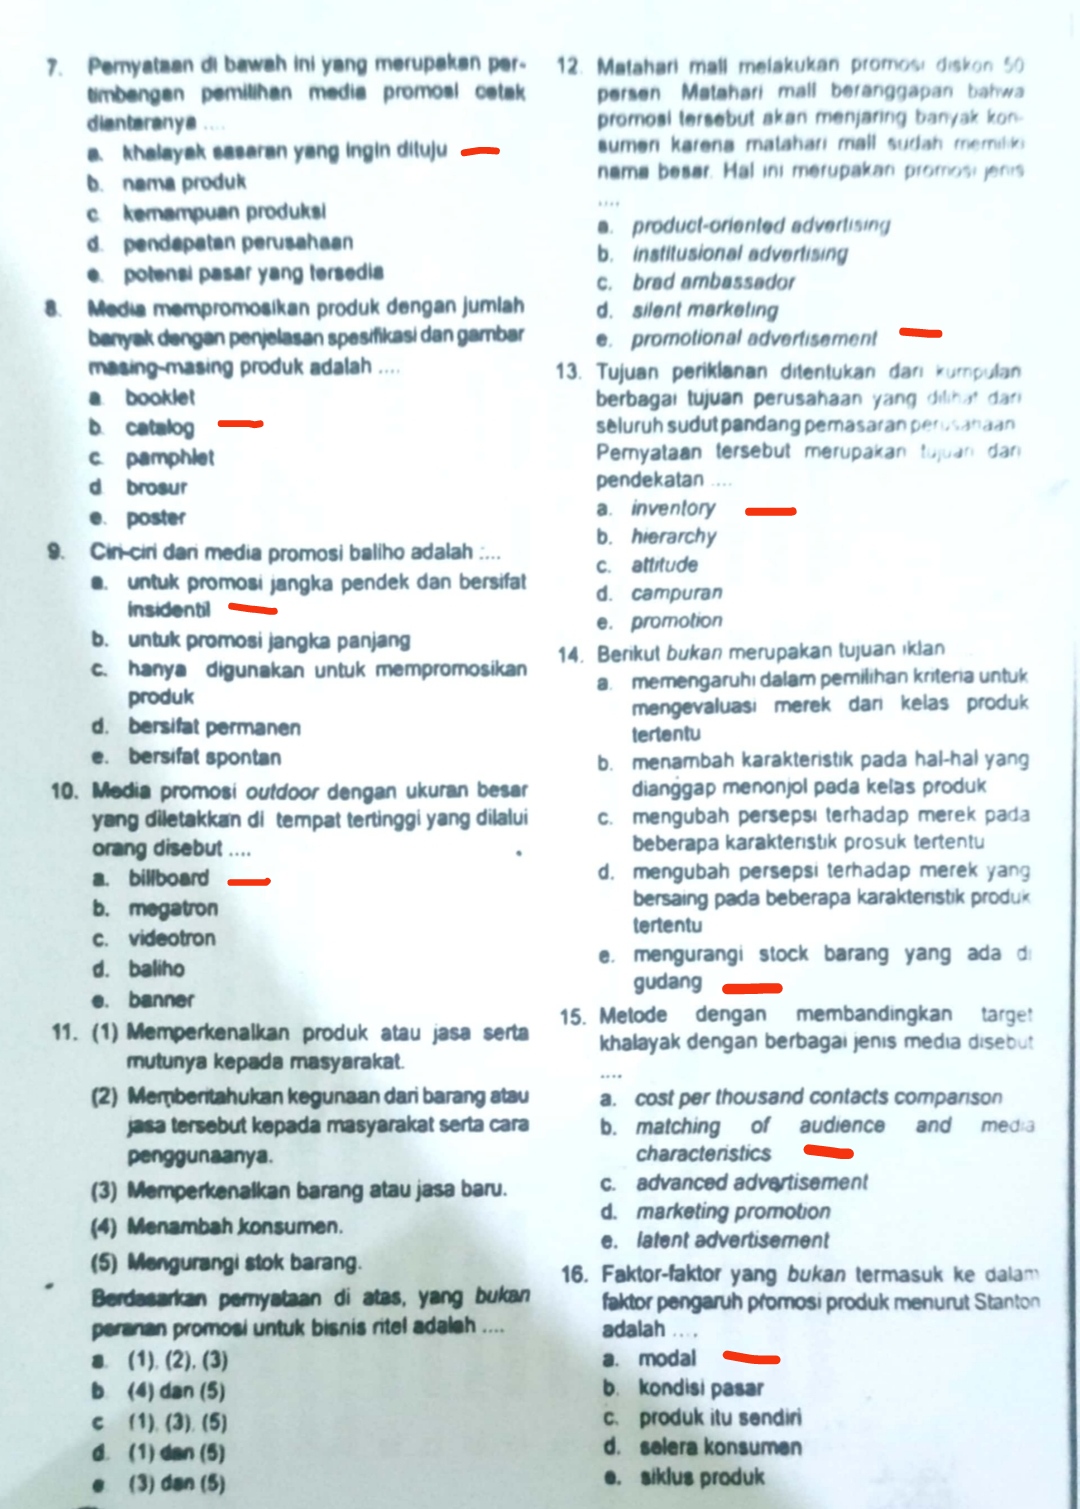 7. Pernyataan di bawah ini yang merupakan per-
timbangan pemilihan media promosi cetak
diantaranya ....
a. khalayak sasaran yang ingin dituju
b. nama produk
c. kemampuan produksi
d. pendapatan perusahaan
e. potensi pasar yang tersedia
8. Media mempromosikan produk dengan jumlah
banyak dengan penjelasan spesifikasi dan gambar
masing-masing produk adalah ....
a. booklet
b. catalog
c. pamphlet
d. brosur
e. poster
9. Ciri-ciri dari media promosi baliho adalah :...
a. untuk promosi jangka pendek dan bersifat
insidentil
b. untuk promosi jangka panjang
c. hanya digunakan untuk mempromosikan
produk
d. bersifat permanen
e. bersifat spontan
10. Media promosi outdoor dengan ukuran besar
yang diletakkan di tempat tertinggi yang dilalui
orang disebut ....
a. billboard
b. megatron
c. videotron
d. baliho
e. banner
11. (1) Memperkenalkan produk atau jasa serta
mutunya kepada masyarakat.
(2) Memberitahukan kegunaan dari barang atau
jasa tersebut kepada masyarakat serta cara
penggunaanya.
(3) Memperkenalkan barang atau jasa baru.
(4) Menambah konsumen.
(5) Mengurangi stok barang.
Berdasarkan pernyataan di atas, yang bukan
peranan promosi untuk bisnis ritel adalah ....
a. (1), (2), (3)
b. (4) dan (5)
c. (1), (3), (5)
d. (1) dan (5)
e. (3) dan (5)
12. Matahari mall melakukan promosi diskon 50
persen. Matahari mall beranggapan bahwa
promosi tersebut akan menjaring banyak kon-
sumen karena matahari mall sudah memiliki
nama besar. Hal ini merupakan promosi jenis
....
a. product-oriented advertising
b. institusional advertising
c. brad ambassador
d. silent marketing
e. promotional advertisement
13. Tujuan periklanan ditentukan dari kumpulan
berbagai tujuan perusahaan yang dilihat dari
seluruh sudut pandang pemasaran perusahaan.
Pernyataan tersebut merupakan tujuan dari
pendekatan ....
a. inventory
b. hierarchy
c. attitude
d. campuran
e. promotion
14. Berikut bukan merupakan tujuan iklan
a. memengaruhi dalam pemilihan kriteria untuk
mengevaluasi merek dari kelas produk
tertentu
b. menambah karakteristik pada hal-hal yang
dianggap menonjol pada kelas produk
c. mengubah persepsi terhadap merek pada
beberapa karakteristik prosuk tertentu
d. mengubah persepsi terhadap merek yang
bersaing pada beberapa karakteristik produk
tertentu
e. mengurangi stock barang yang ada di
gudang
15. Metode dengan membandingkan target
khalayak dengan berbagai jenis media disebut
....
a. cost per thousand contacts comparison
b. matching of audience and media
characteristics
c. advanced advertisement
d. marketing promotion
e. latent advertisement
16. Faktor-faktor yang bukan termasuk ke dalam
faktor pengaruh promosi produk menurut Stanton
adalah ....
a. modal
b. kondisi pasar
c. produk itu sendiri
d. selera konsumen
e. siklus produk